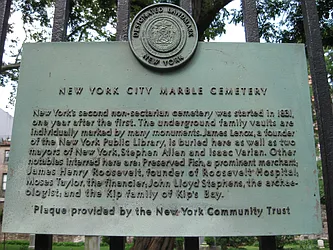 DESIGNATED LANDMARK
NEW YORK
NEW YORK CITY MARBLE CEMETERY
New York's second non-sectarian cemetery was started in 1831,
one year after the first. The underground family vaults are
individually marked by many monuments. James Lenox, a founder
of the New York Public Library, is buried here as well as two
mayors of New York, Stephen Allen and Isaac Varian. Other
notables interred here are: Preserved Fish, a prominent merchant;
James Henry Roosevelt, founder of Roosevelt Hospital;
Moses Taylor, the financier; John Lloyd Stephens, the archae-
ologist; and the Kip family of Kip's Bay.
Plaque provided by the New York Community Trust